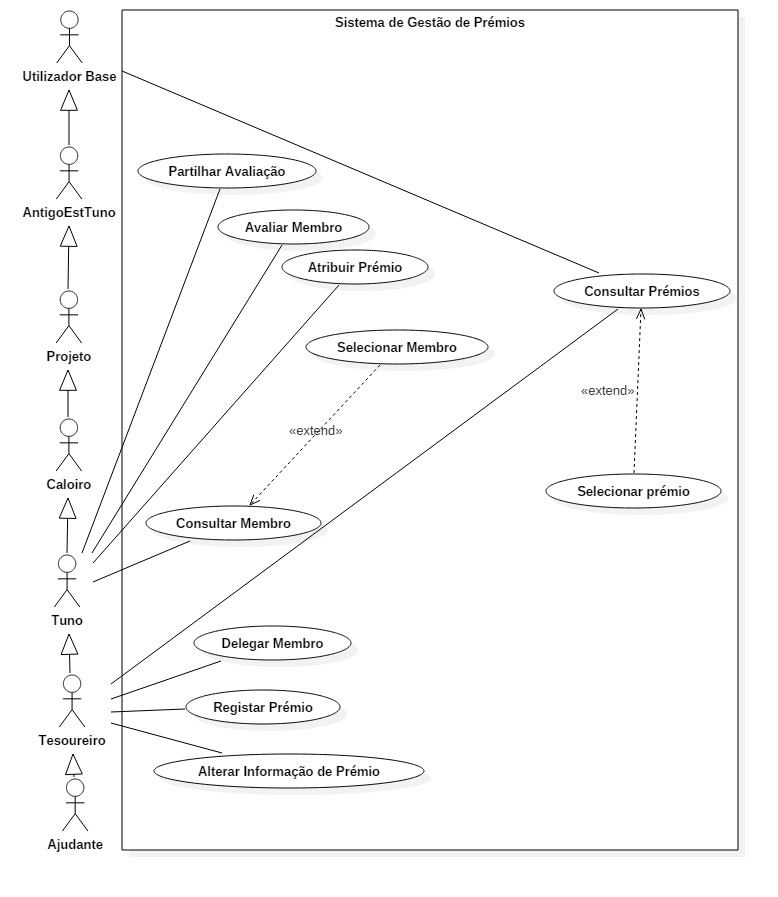 Sistema de Gestão de Prémios
Utilizador Base
Partilhar Avaliação
AntigoEstTuno
Avaliar Membro
Atribuir Prémio
Consultar Prémios
Selecionar Membro
Projeto
«extend»
«extend»
Caloiro
Selecionar prémio
Consultar Membro
Tuno
Delegar Membro
Registar Prémio
Tesoureiro
Alterar Informação de Prémio
Ajudante